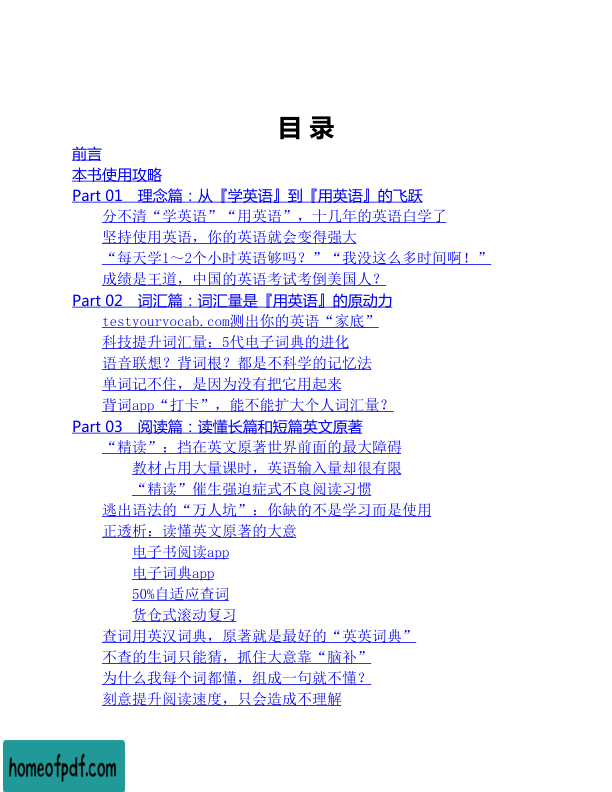 目 录
前言
本书使用攻略
Part 01 理念篇：从『学英语』到『用英语』的飞跃
分不清“学英语”“用英语”，十几年的英语白学了
坚持使用英语，你的英语就会变得强大
“每天学1～2个小时英语够吗？”“我没这么多时间啊！”
成绩是王道，中国的英语考试考倒美国人？
Part 02 词汇篇：词汇量是『用英语』的原动力
testyourvocab.com测出你的英语“家底”
科技提升词汇量：5代电子词典的进化
语音联想？背词根？都是不科学的记忆法
单词记不住，是因为没有把它用起来
背词app“打卡”，能不能扩大个人词汇量？
Part 03 阅读篇：读懂长篇和短篇英文原著
“精读”：挡在英文原著世界前面的最大障碍
教材占用大量课时，英语输入量却很有限
“精读”催生强迫症式不良阅读习惯
逃出语法的“万人坑”：你缺的不是学习而是使用
正透析：读懂英文原著的大意
电子书阅读app
电子词典app
50%自适应查词
货仓式滚动复习
查词用英汉词典，原著就是最好的“英英词典”
不查的生词只能猜，抓住大意靠“脑补”
为什么我每个词都懂，组成一句就不懂？
刻意提升阅读速度，只会造成不理解
homeofpdf.com